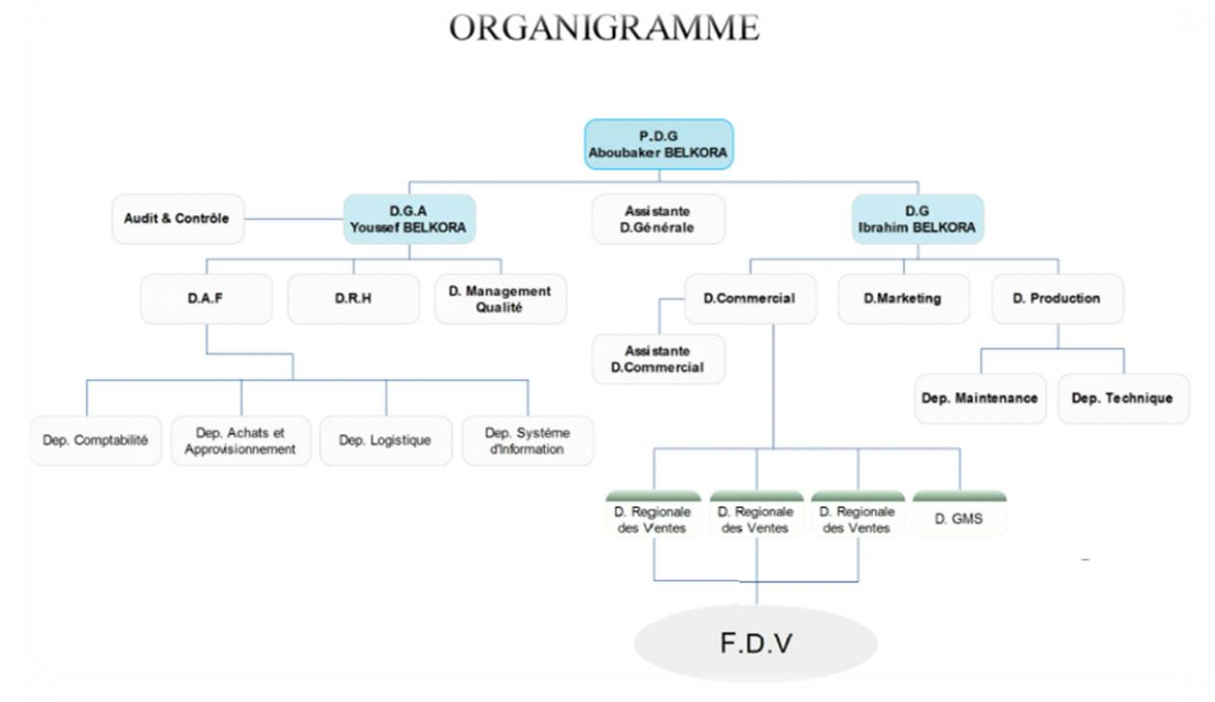 ORGANIGRAMME
P.D.G
Aboubaker BELKORA
Audit & Contrôle
D.G.A
Youssef BELKORA
Assistante
D.Générale
D.G
Ibrahim BELKORA
D.A.F
D.R.H
D. Management
Qualité
D.Commercial
D.Marketing
D. Production
Assistante
D.Commercial
Dep. Maintenance
Dep. Technique
Dep. Comptabilité
Dep. Achats et
Approvisionnement
Dep. Logistique
Dep. Systéme
d'Information
D. Regionale
des Ventes
D. Regionale
des Ventes
D. Regionale
des Ventes
D. GMS
F.D.V